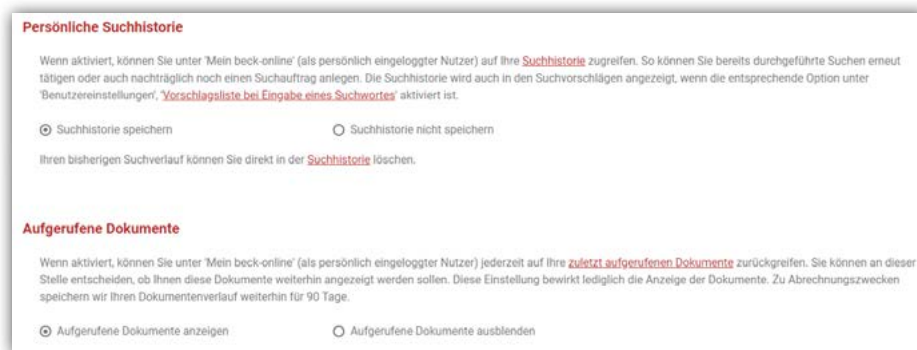 Persönliche Suchhistorie
Wenn aktiviert, können Sie unter 'Mein beck-online' (als persönlich eingeloggter Nutzer) auf Ihre Suchhistorie zugreifen. So können Sie bereits durchgeführte Suchen erneut
tätigen oder auch nachträglich noch einen Suchauftrag anlegen. Die Suchhistorie wird auch in den Suchvorschlägen angezeigt, wenn die entsprechende Option unter
'Benutzereinstellungen', 'Vorschlagsliste bei Eingabe eines Suchwortes' aktiviert ist.
Suchhistorie speichern Suchhistorie nicht speichern
Ihren bisherigen Suchverlauf können Sie direkt in der Suchhistorie löschen.
Aufgerufene Dokumente
Wenn aktiviert, können Sie unter 'Mein beck-online' (als persönlich eingeloggter Nutzer) jederzeit auf Ihre zuletzt aufgerufenen Dokumente zurückgreifen. Sie können an dieser
Stelle entscheiden, ob Ihnen diese Dokumente weiterhin angezeigt werden sollen. Diese Einstellung bewirkt lediglich die Anzeige der Dokumente. Zu Abrechnungszwecken
speichern wir Ihren Dokumentenverlauf weiterhin für 90 Tage.
Aufgerufene Dokumente anzeigen Aufgerufene Dokumente ausblenden